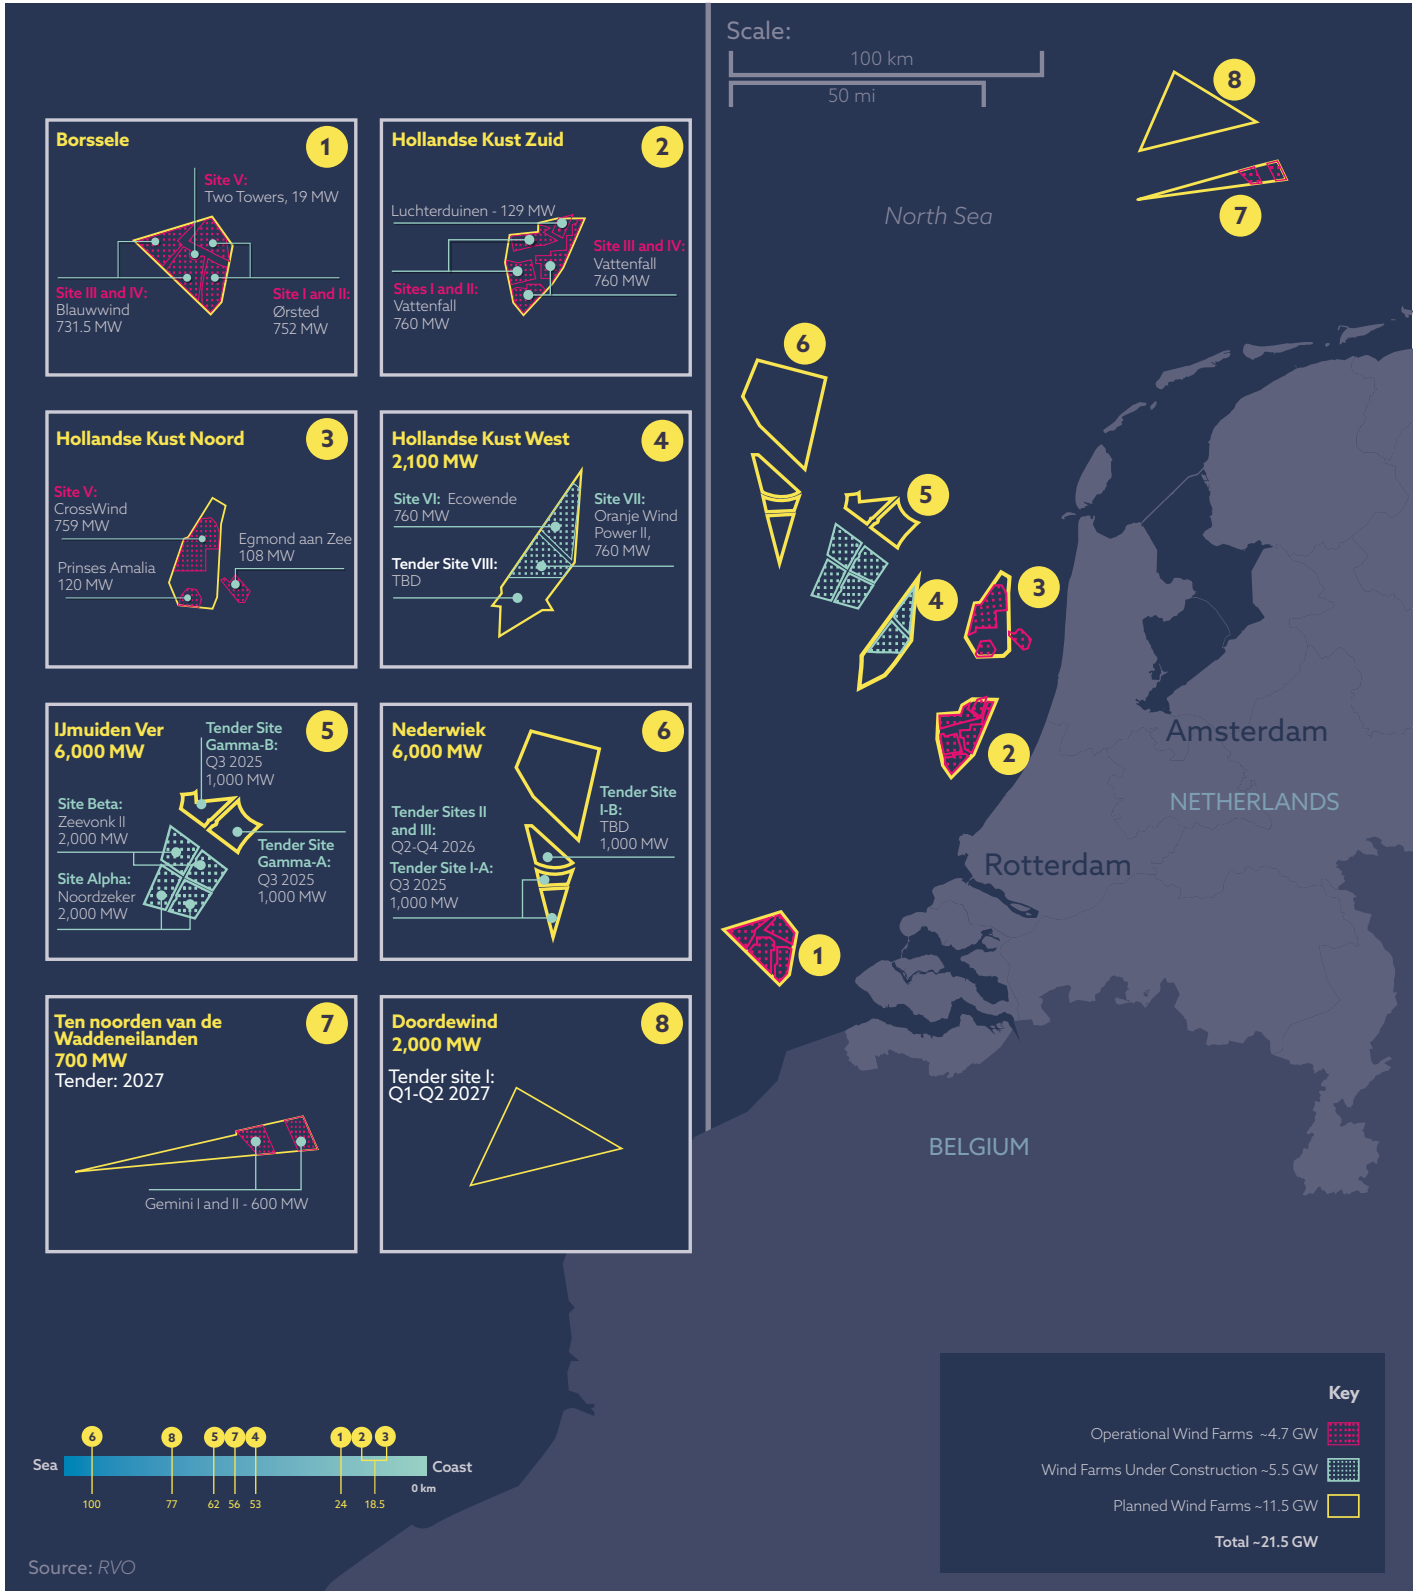 Scale:
100 km
50 mi
8
7
North Sea
6
5
4
3
2
1
Amsterdam
NETHERLANDS
Rotterdam
BELGIUM
Borssele
1
Site V:
Two Towers, 19 MW
Site III and IV:
Blauwwind
731.5 MW
Site I and II:
Ørsted
752 MW
Hollandse Kust Zuid
2
Luchterduinen - 129 MW
Site III and IV:
Vattenfall
760 MW
Sites I and II:
Vattenfall
760 MW
Hollandse Kust Noord
3
Site V:
CrossWind
759 MW
Egmond aan Zee
108 MW
Prinses Amalia
120 MW
Hollandse Kust West
2,100 MW
4
Site VI: Ecowende
760 MW
Site VII:
Oranje Wind
Power II,
760 MW
Tender Site VIII:
TBD
IJmuiden Ver
6,000 MW
5
Tender Site
Gamma-B:
Q3 2025
1,000 MW
Site Beta:
Zeevonk II
2,000 MW
Tender Site
Gamma-A:
Q3 2025
1,000 MW
Site Alpha:
Noordzeker
2,000 MW
Nederwiek
6,000 MW
6
Tender Site
I-B:
TBD
1,000 MW
Tender Sites II
and III:
Q2-Q4 2026
Tender Site I-A:
Q3 2025
1,000 MW
Ten noorden van de
Waddeneilanden
700 MW
Tender: 2027
7
Gemini I and II - 600 MW
Doordewind
2,000 MW
8
Tender site I:
Q1-Q2 2027
6 8 5 7 4 1 2 3
Sea
Coast
0 km
100 77 62 56 53 24 18.5
Source: RVO
Key
Operational Wind Farms ~4.7 GW
Wind Farms Under Construction ~5.5 GW
Planned Wind Farms ~11.5 GW
Total ~21.5 GW